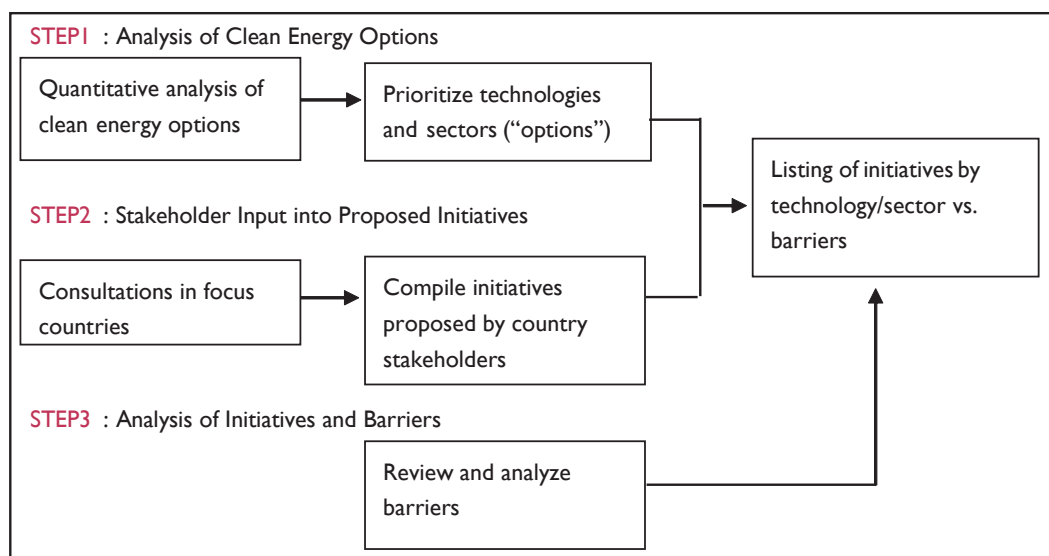 STEP1 : Analysis of Clean Energy Options
Quantitative analysis of
clean energy options
Prioritize technologies
and sectors (“options”)
Listing of initiatives by
technology/sector vs.
barriers
STEP2 : Stakeholder Input into Proposed Initiatives
Consultations in focus
countries
Compile initiatives
proposed by country
stakeholders
STEP3 : Analysis of Initiatives and Barriers
Review and analyze
barriers